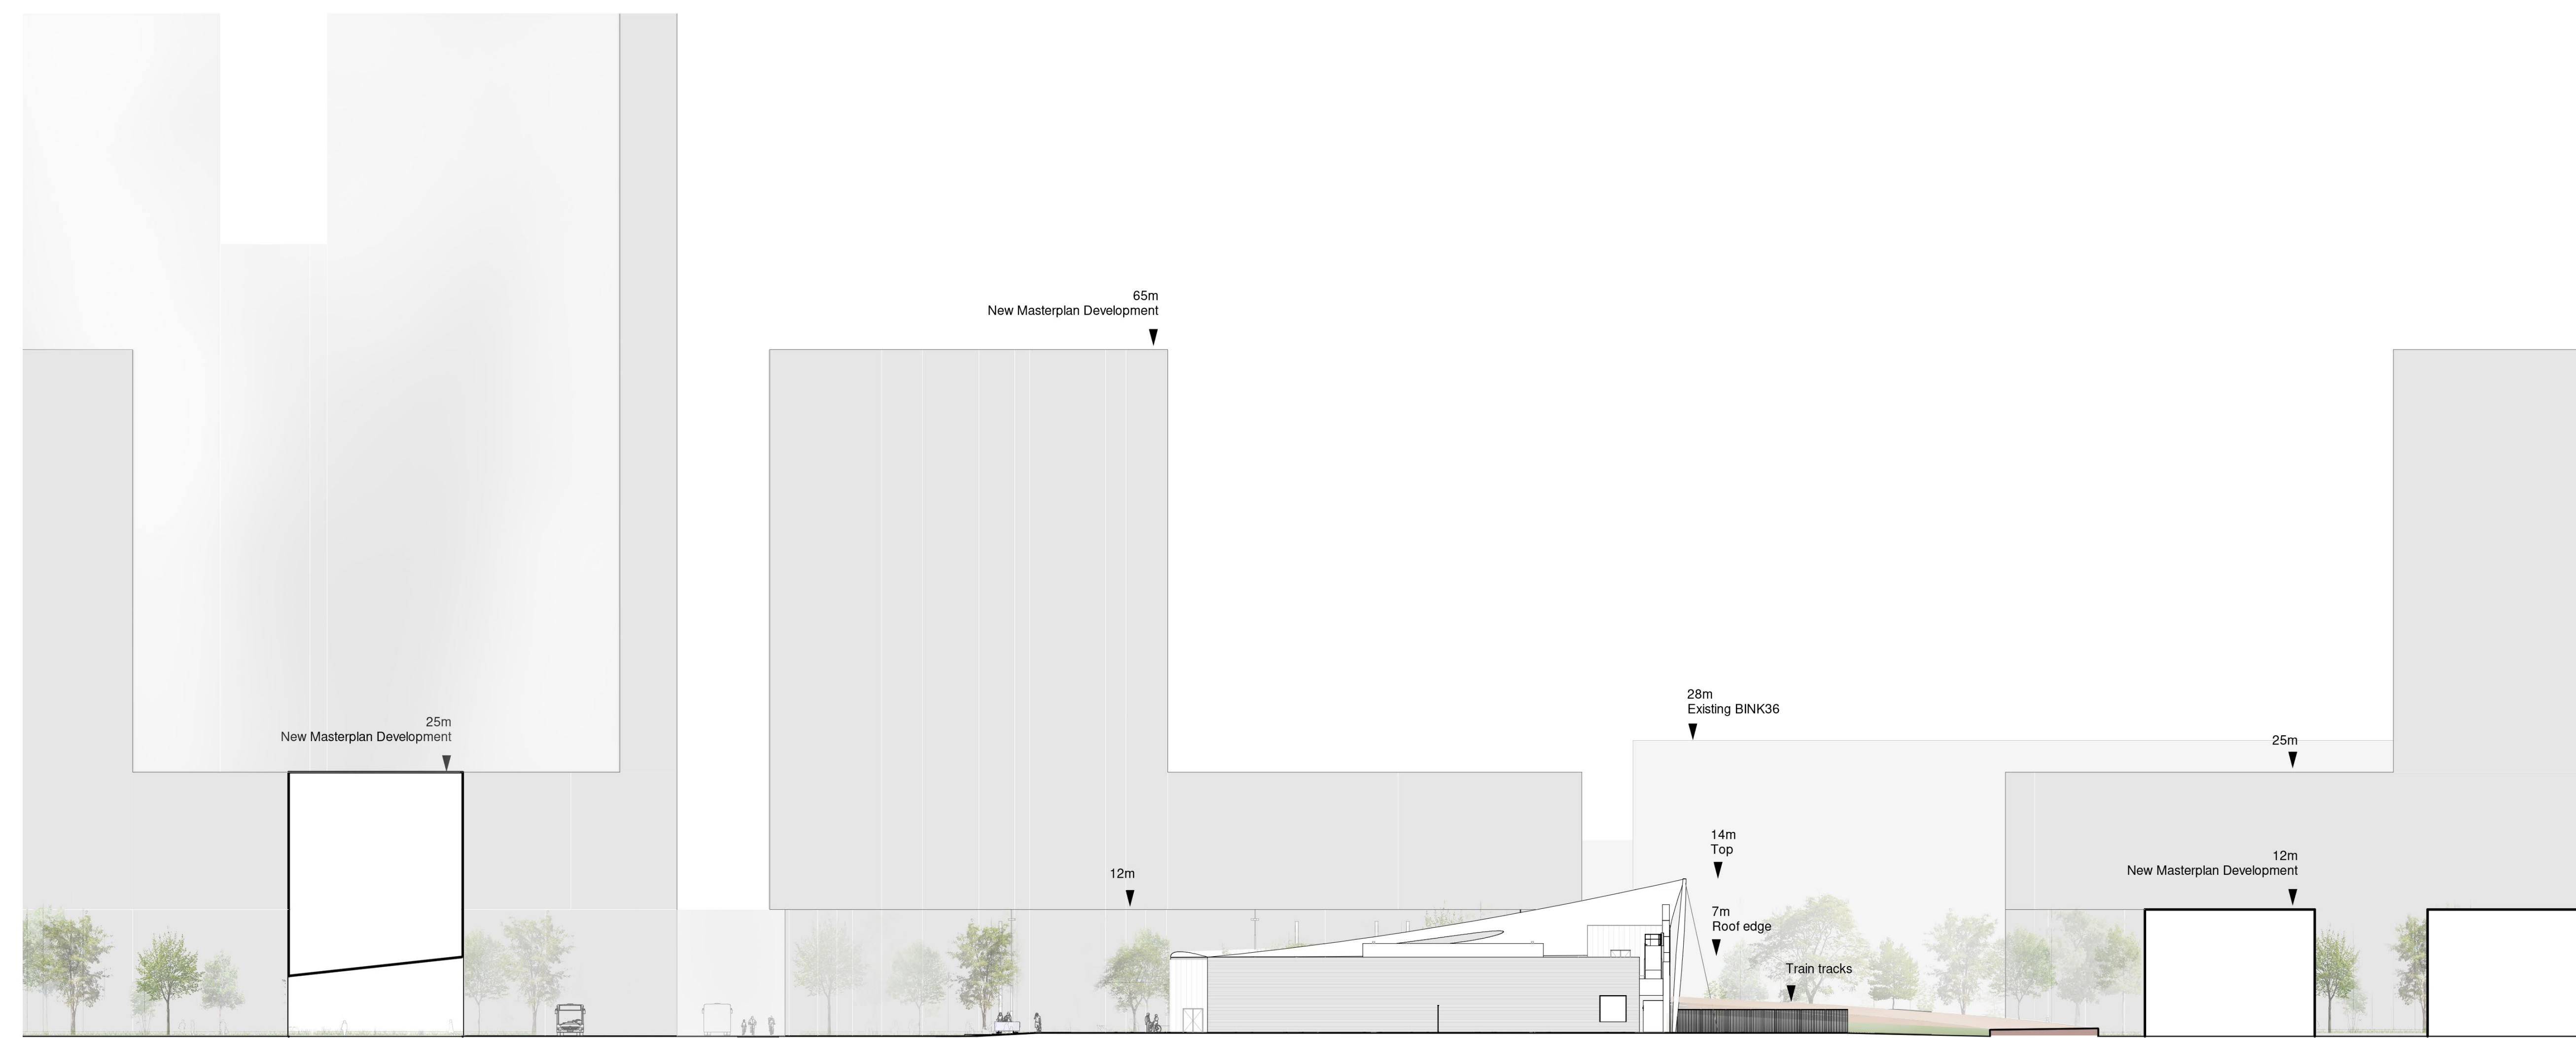 65m
New Masterplan Development
28m
Existing BINK36
25m
New Masterplan Development
25m
14m
Top
12m
12m
New Masterplan Development
7m
Roof edge
Train tracks